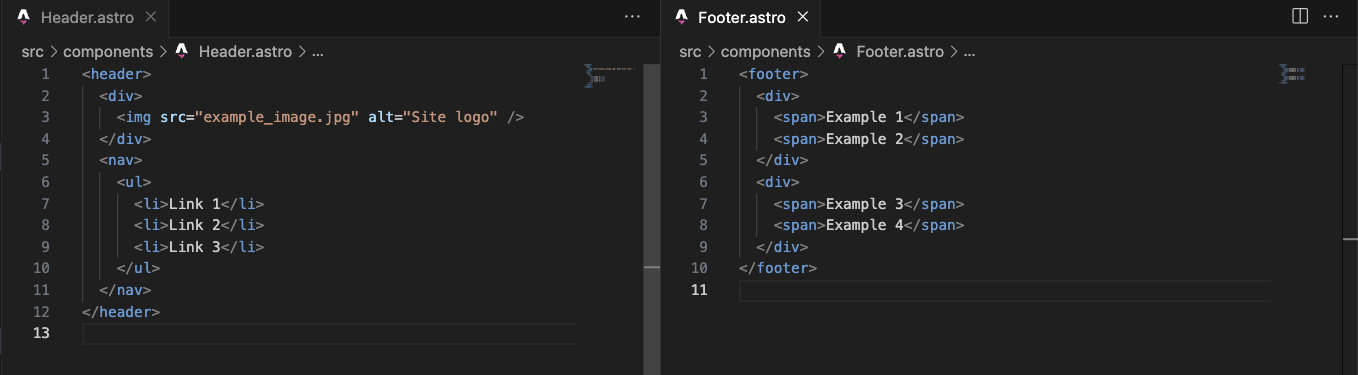 Header.astro
src > components > Header.astro > ...
1 <header>
2 <div>
3 <img src="example_image.jpg" alt="Site logo" />
4 </div>
5 <nav>
6 <ul>
7 <li>Link 1</li>
8 <li>Link 2</li>
9 <li>Link 3</li>
10 </ul>
11 </nav>
12 </header>
13
Footer.astro
src > components > Footer.astro > ...
1 <footer>
2 <div>
3 <span>Example 1</span>
4 <span>Example 2</span>
5 </div>
6 <div>
7 <span>Example 3</span>
8 <span>Example 4</span>
9 </div>
10 </footer>
11